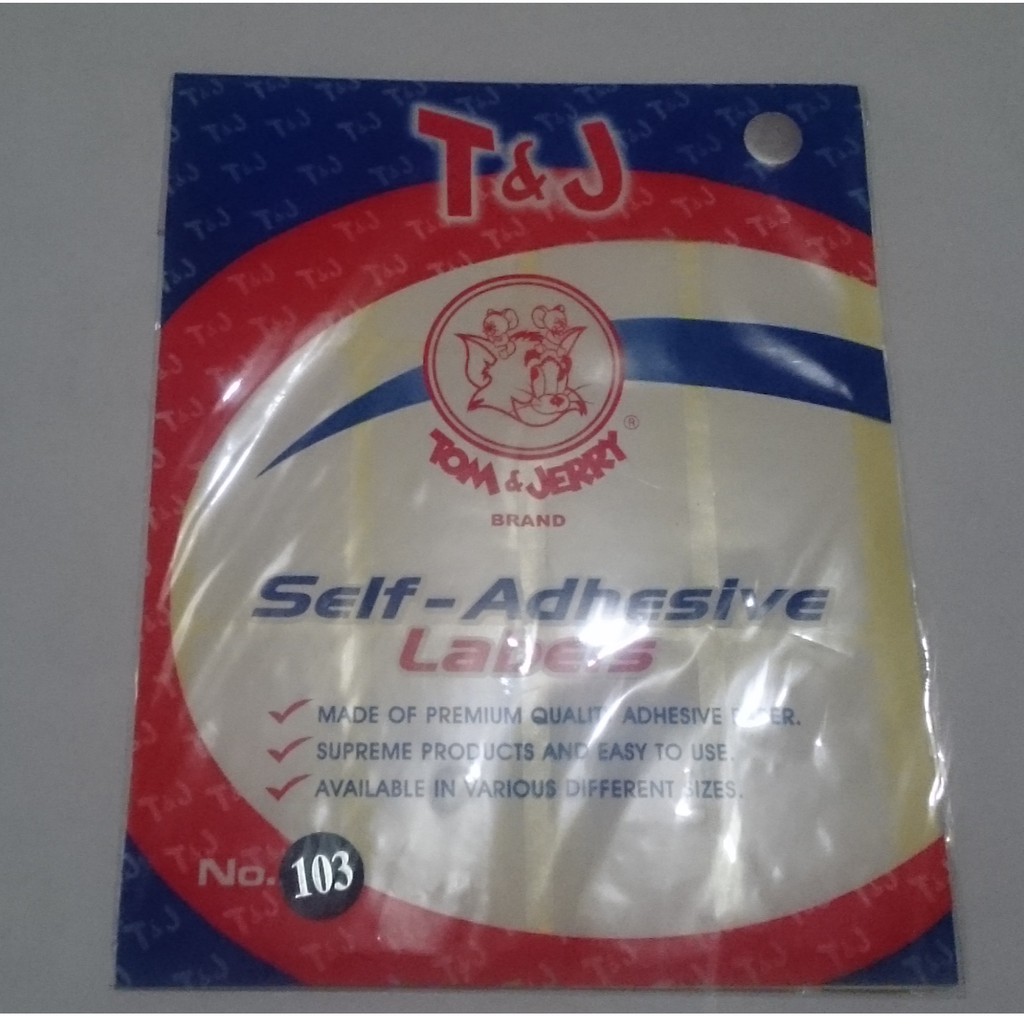 T&J
TOM & JERRY ®
BRAND
Self-Adhesive
Labels
MADE OF PREMIUM QUALITY ADHESIVE PAPER.
SUPREME PRODUCTS AND EASY TO USE.
AVAILABLE IN VARIOUS DIFFERENT SIZES.
No. 103